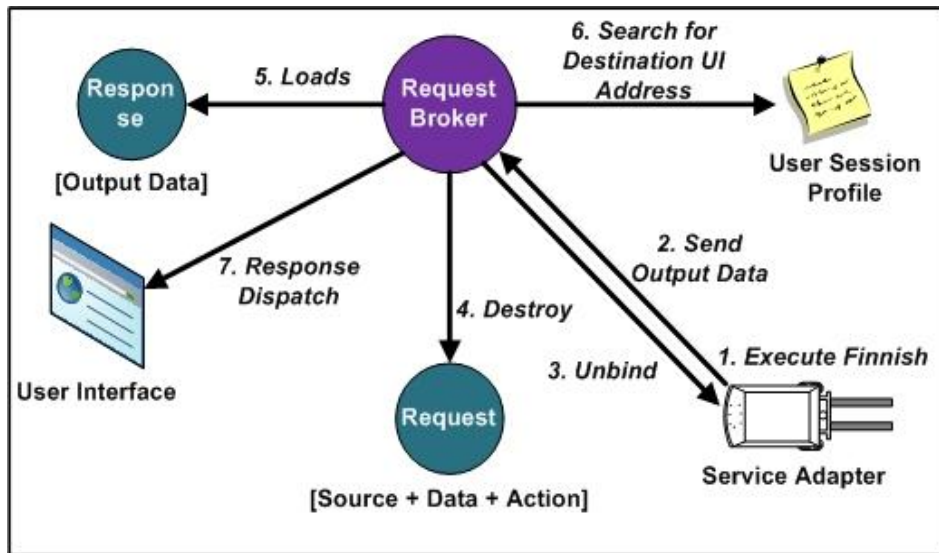 6. Search for
Destination UI
Address
5. Loads
Respon
se
Request
Broker
[Output Data]
User Session
Profile
2. Send
Output Data
7. Response
Dispatch
4. Destroy
3. Unbind
1. Execute Finnish
User Interface
Request
Service Adapter
[Source + Data + Action]